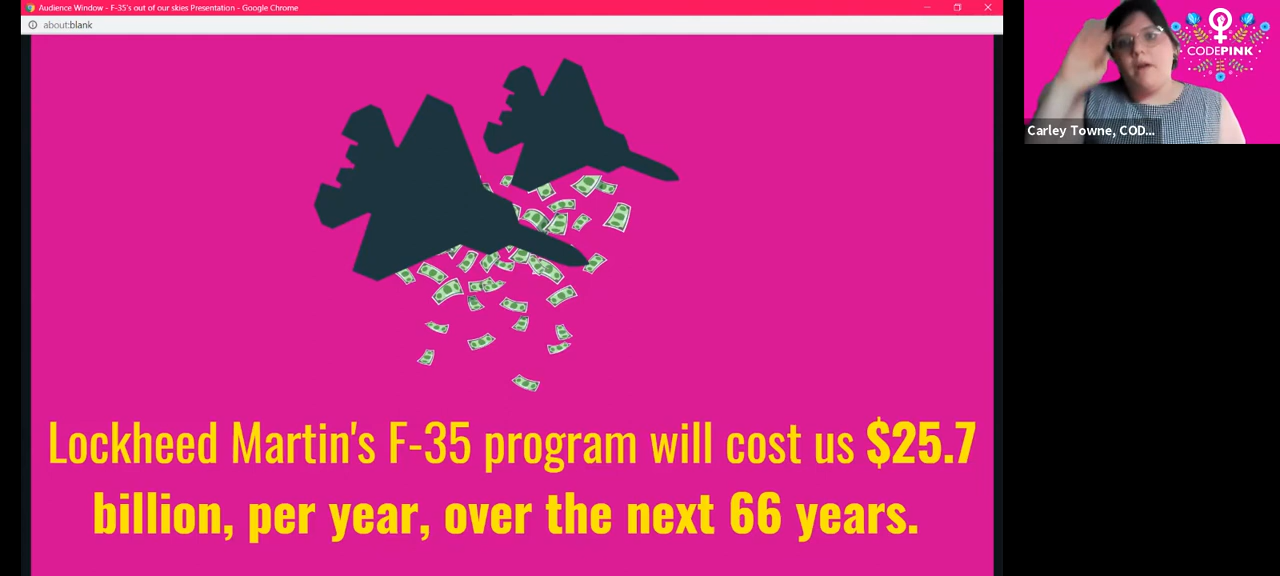 Audience Window - F-35's out of our skies Presentation - Google Chrome
about:blank
CODEPINK
Carley Towne, COD...
Lockheed Martin's F-35 program will cost us $25.7
billion, per year, over the next 66 years.